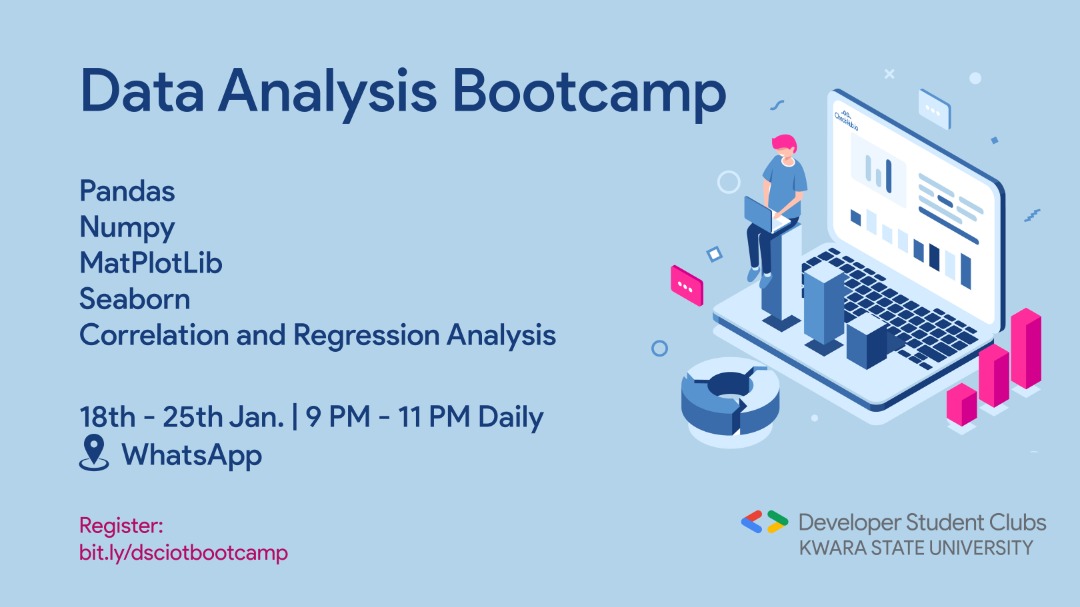 Data Analysis Bootcamp
Pandas
Numpy
MatPlotLib
Seaborn
Correlation and Regression Analysis
18th - 25th Jan. | 9 PM - 11 PM Daily
WhatsApp
Register:
bit.ly/dsciotbootcamp
Developer Student Clubs
KWARA STATE UNIVERSITY